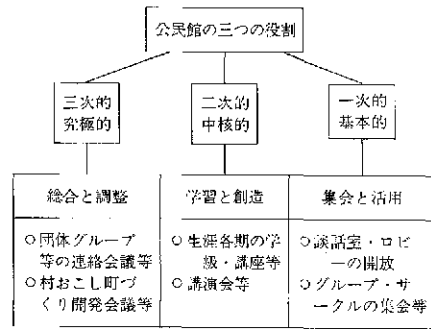 公民館の三つの役割
三次的
究極的
二次的
中核的
一次的
基本的
総合と調整
学習と創造
集会と活用
○団体グループ
等の連絡会議等
○村おこし町づ
くり開発会議等
○生涯各期の学
級・講座等
○講演会等
○談話室・ロビ
ーの開放
○グループ・サ
ークルの集会等